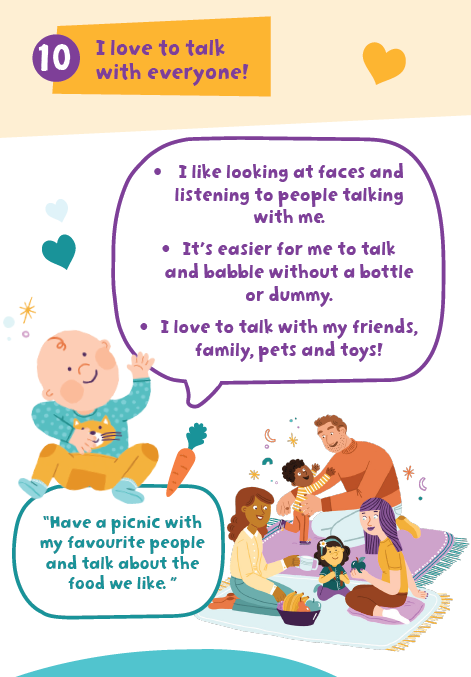 10
I love to talk
with everyone!
• I like looking at faces and
listening to people talking
with me.
• It's easier for me to talk
and babble without a bottle
or dummy.
• I love to talk with my friends,
family, pets and toys!
"Have a picnic with
my favourite people
and talk about the
food we like. "